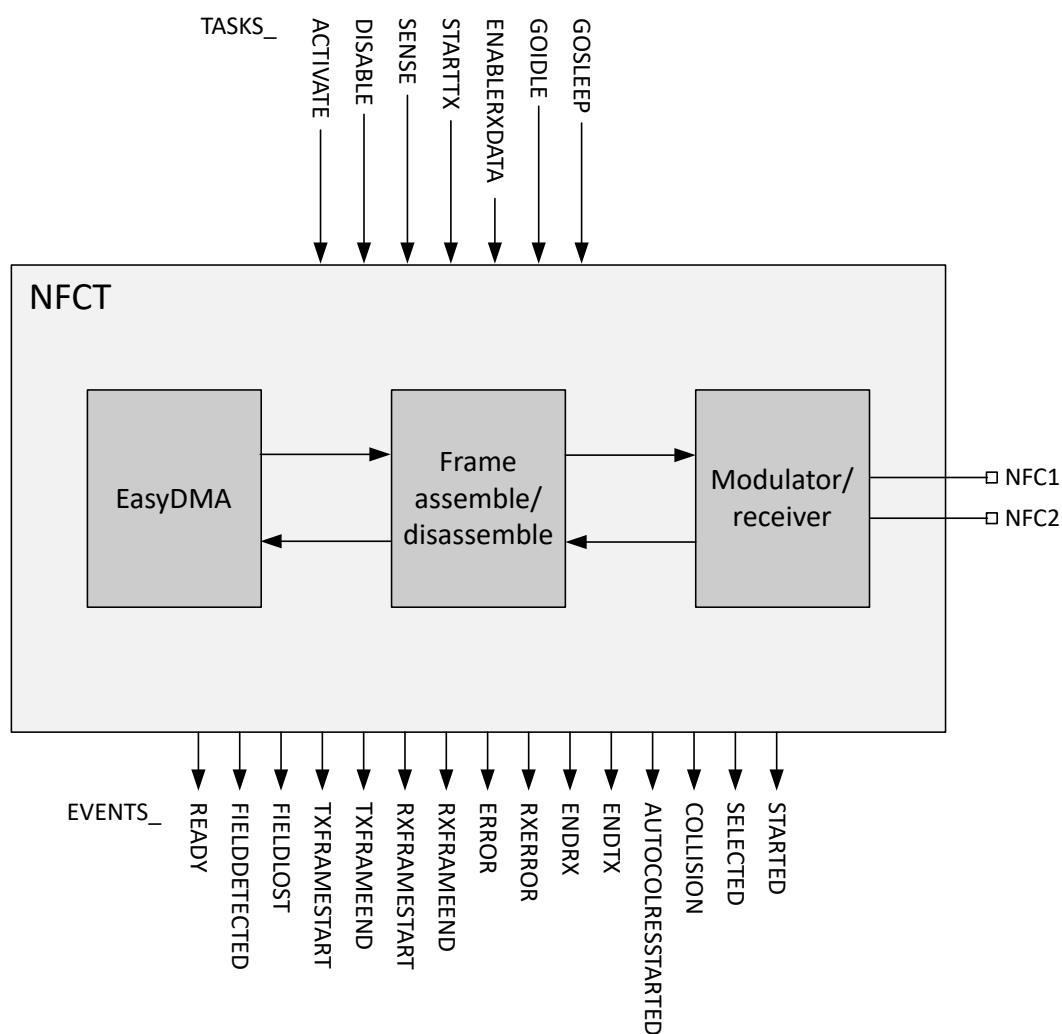 TASKS_
ACTIVATE
DISABLE
SENSE
STARTTX
ENABLERXDATA
GOIDLE
GOSLEEP
NFCT
EasyDMA
Frame
assemble/
disassemble
Modulator/
receiver
NFC1
NFC2
EVENTS_
READY
FIELDDETECTED
FIELDLOST
TXFRAMESTART
TXFRAMEEND
RXFRAMESTART
RXFRAMEEND
ERROR
RXERROR
ENDRX
ENDTX
AUTOCOLRESSTARTED
COLLISION
SELECTED
STARTED